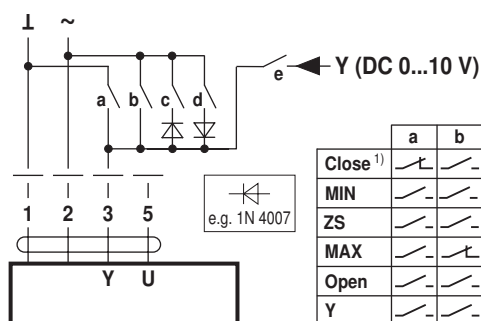 ⊥ ~
a b c d
e
Y (DC 0...10 V)
e.g. 1N 4007
1 2 3 5
Y U
a b
Close 1)
MIN
ZS
MAX
Open
Y